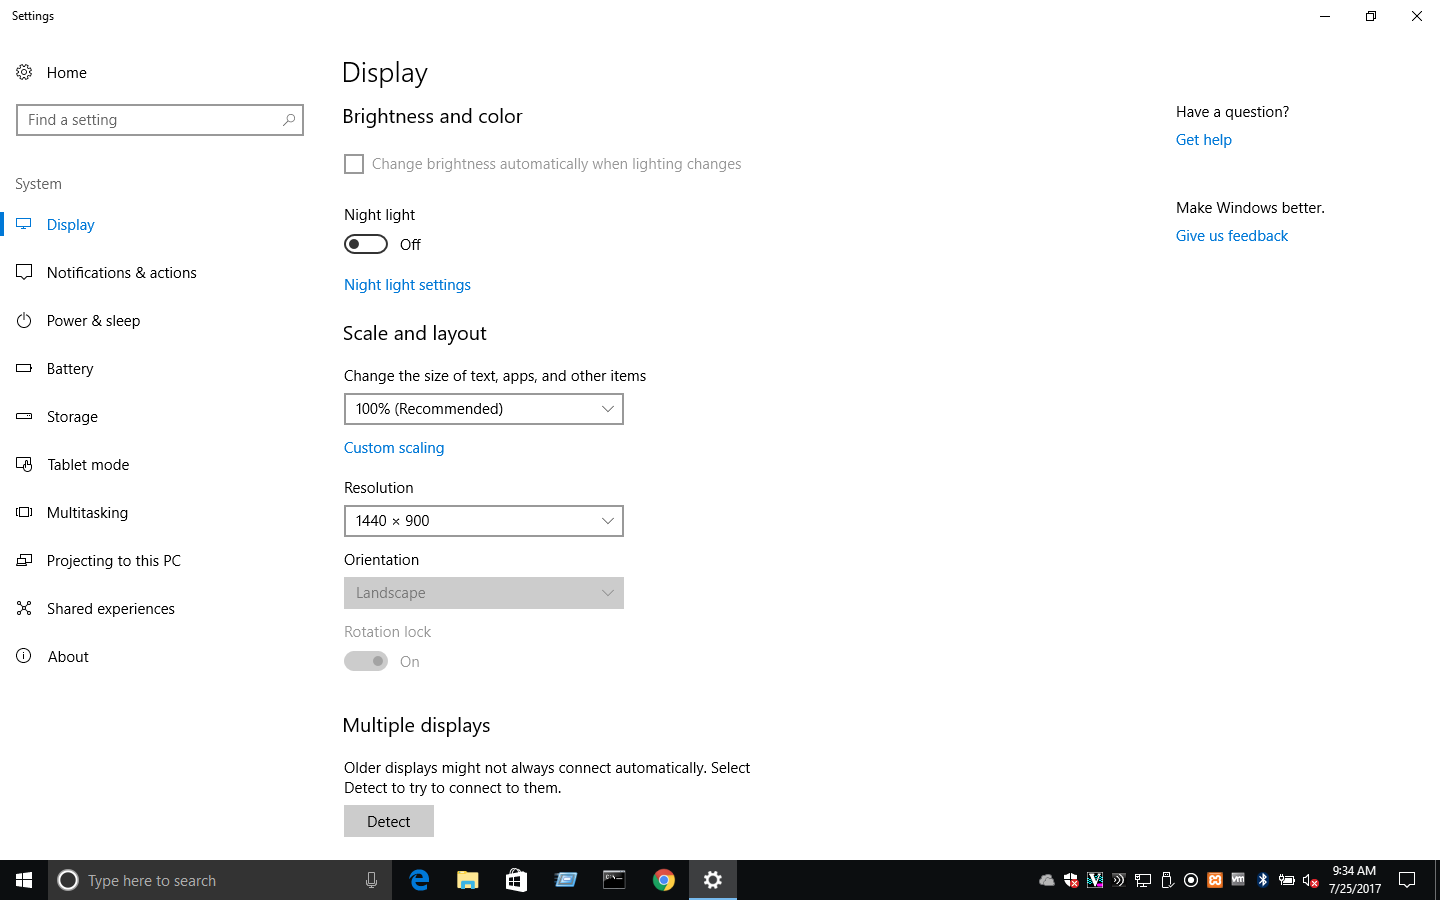 Settings
Home
Find a setting
System
Display
Notifications & actions
Power & sleep
Battery
Storage
Tablet mode
Multitasking
Projecting to this PC
Shared experiences
About
Display
Brightness and color
Change brightness automatically when lighting changes
Night light
Off
Night light settings
Scale and layout
Change the size of text, apps, and other items
100% (Recommended)
Custom scaling
Resolution
1440 × 900
Orientation
Landscape
Rotation lock
On
Multiple displays
Older displays might not always connect automatically. Select
Detect to try to connect to them.
Detect
Have a question?
Get help
Make Windows better.
Give us feedback
Type here to search
9:34 AM
7/25/2017